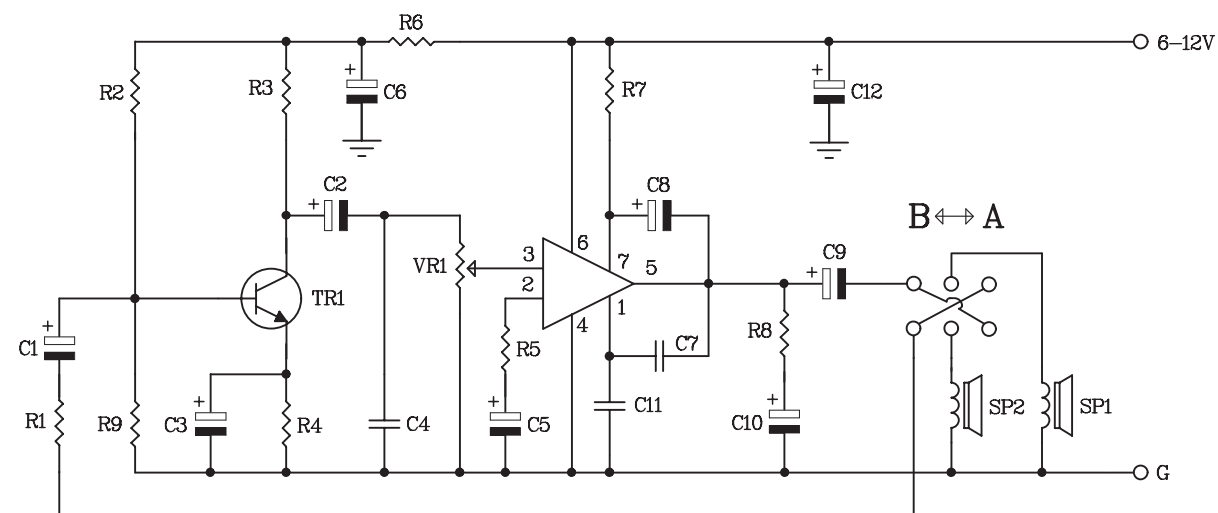 R6
6-12V
R2
R3
+
C6
R7
+
C12
C2
+
C8
+
B ↔ A
VR1
3
6
7
5
C9
+
2
TR1
1
4
+
C1
R5
C7
R8
R1
R9
C3
+
R4
C4
+
C5
C11
+
C10
SP2
SP1
G